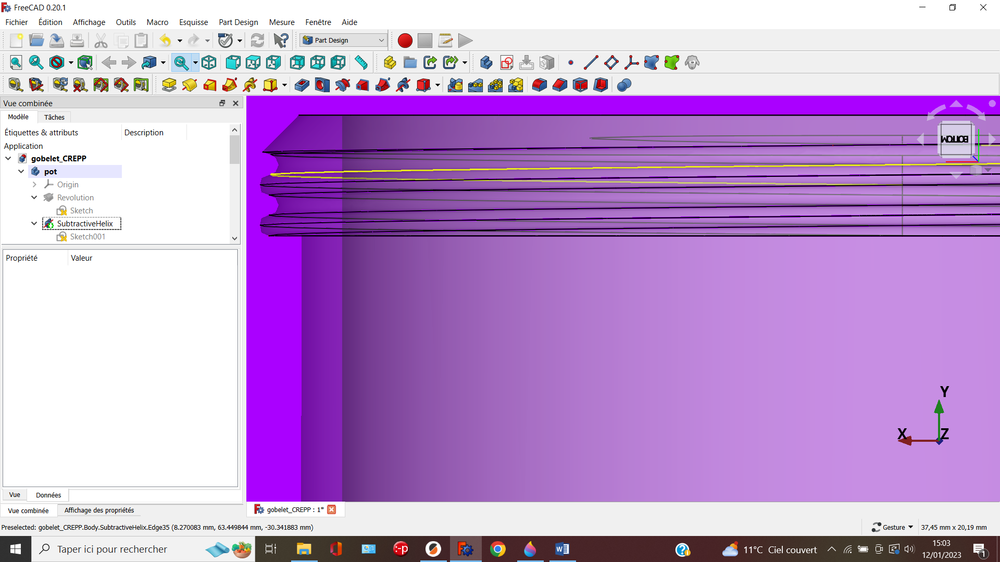 FreeCAD 0.20.1
Fichier Édition Affichage Outils Macro Esquisse Part Design Mesure Fenêtre Aide
Part Design
Vue combinée
Modèle Tâches
Étiquettes & attributs Description
Application
gobelet_CREPP
pot
Origin
Revolution
Sketch
SubtractiveHelix
Sketch001
Propriété Valeur
BOTTOM
Y
X Z
Vue Données
Vue combinée Affichage des propriétés
gobelet_CREPP : 1*
Preselected: gobelet_CREPP.Body.SubtractiveHelix.Edge35 (8.270083 mm, 63.449844 mm, -30.341883 mm)
Gesture 37,45 mm x 20,19 mm
Taper ici pour rechercher
:-p
W
11°C Ciel couvert
15:03
12/01/2023
1